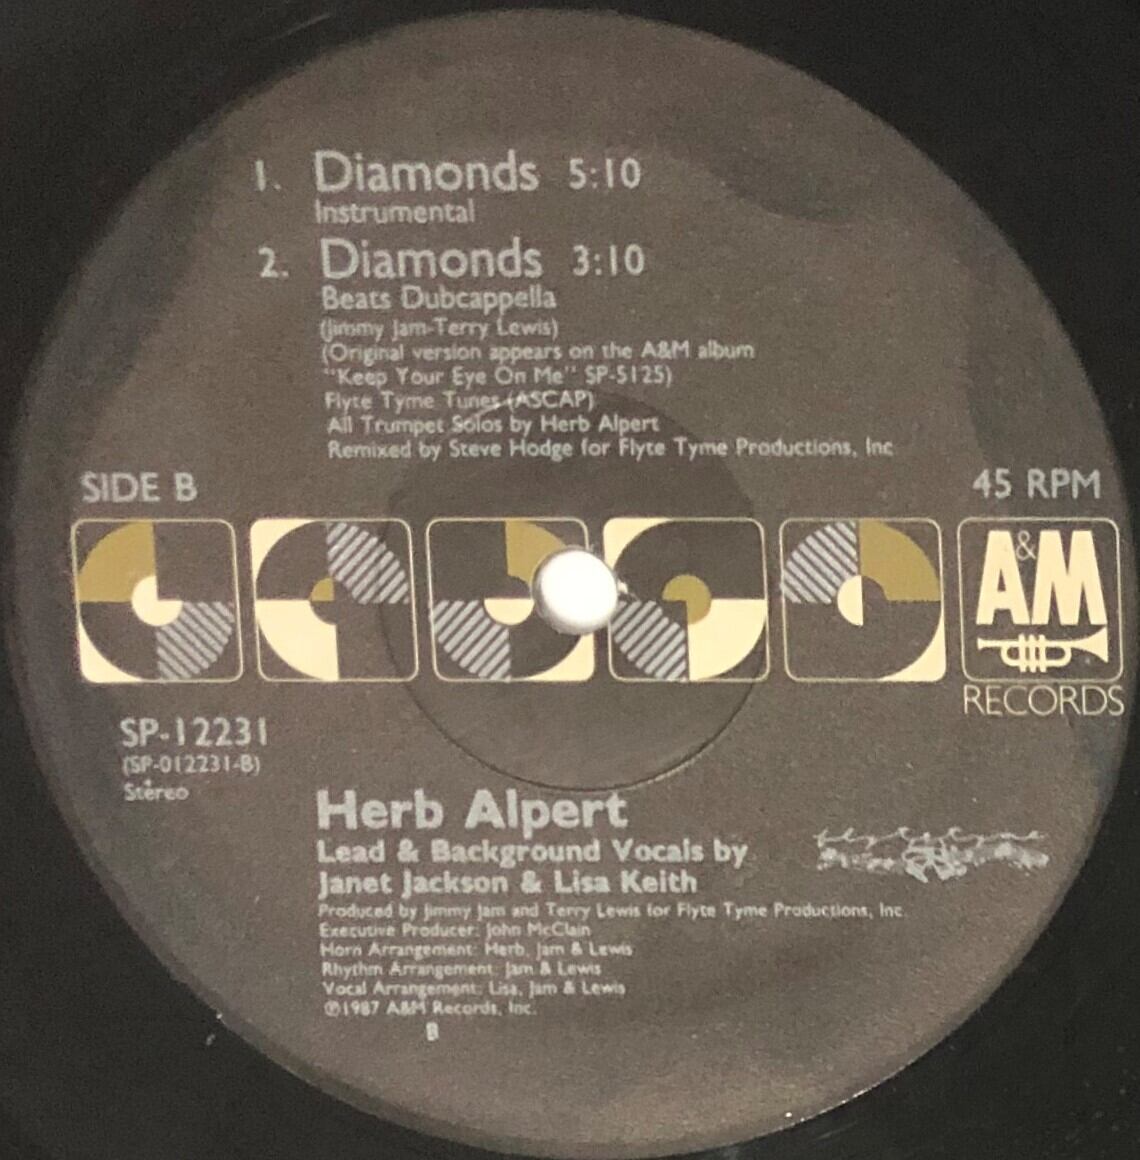 1. Diamonds 5:10
Instrumental
2. Diamonds 3:10
Beats Dubcappella
(Jimmy Jam-Terry Lewis)
(Original version appears on the A&M album
"Keep Your Eye On Me" SP-5125)
Flyte Tyme Tunes (ASCAP)
All Trumpet Solos by Herb Alpert
Remixed by Steve Hodge for Flyte Tyme Productions, Inc
SIDE B
45 RPM
A&M
RECORDS
SP-12231
(SP-012231-B)
Stereo
Herb Alpert
Lead & Background Vocals by
Janet Jackson & Lisa Keith
flyte tyme
Produced by Jimmy Jam and Terry Lewis for Flyte Tyme Productions, Inc.
Executive Producer: John McClain
Horn Arrangement: Herb, Jam & Lewis
Rhythm Arrangement: Jam & Lewis
Vocal Arrangement: Lisa, Jam & Lewis
℗1987 A&M Records, Inc.
B